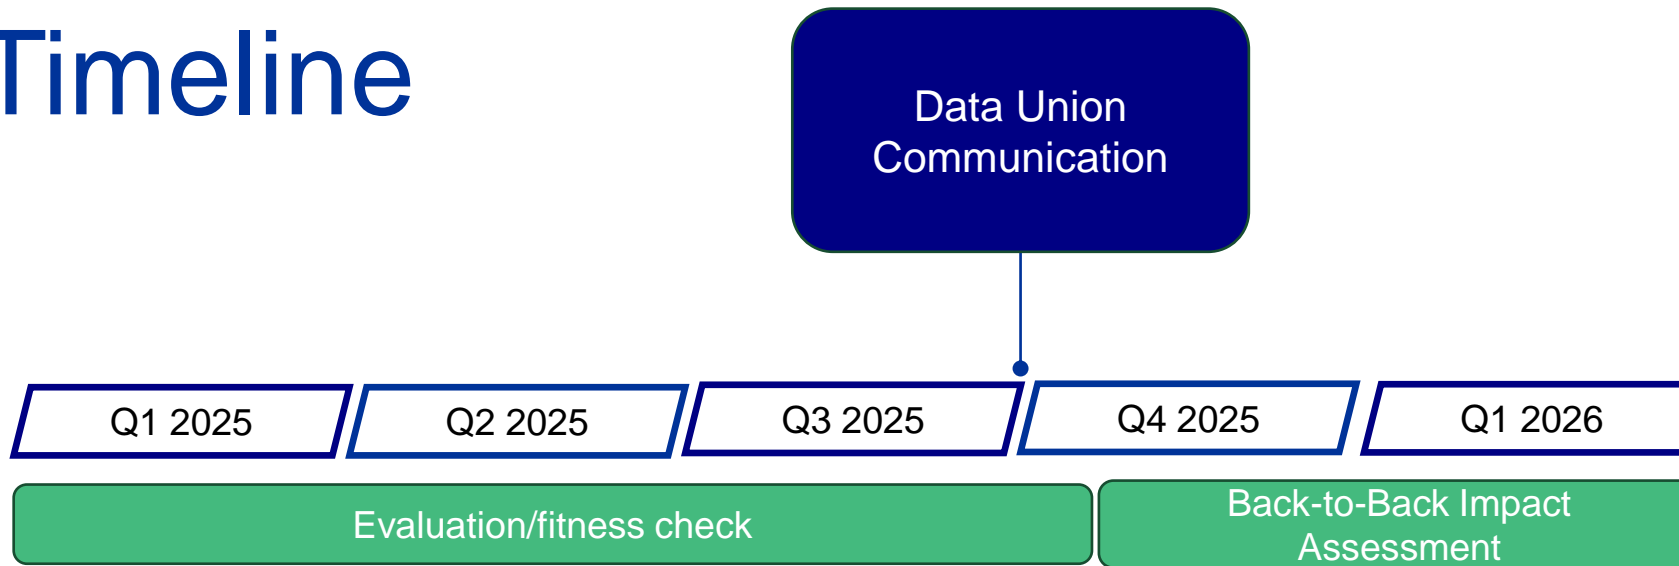 Timeline
Data Union
Communication
Q1 2025
Q2 2025
Q3 2025
Q4 2025
Q1 2026
Evaluation/fitness check
Back-to-Back Impact
Assessment